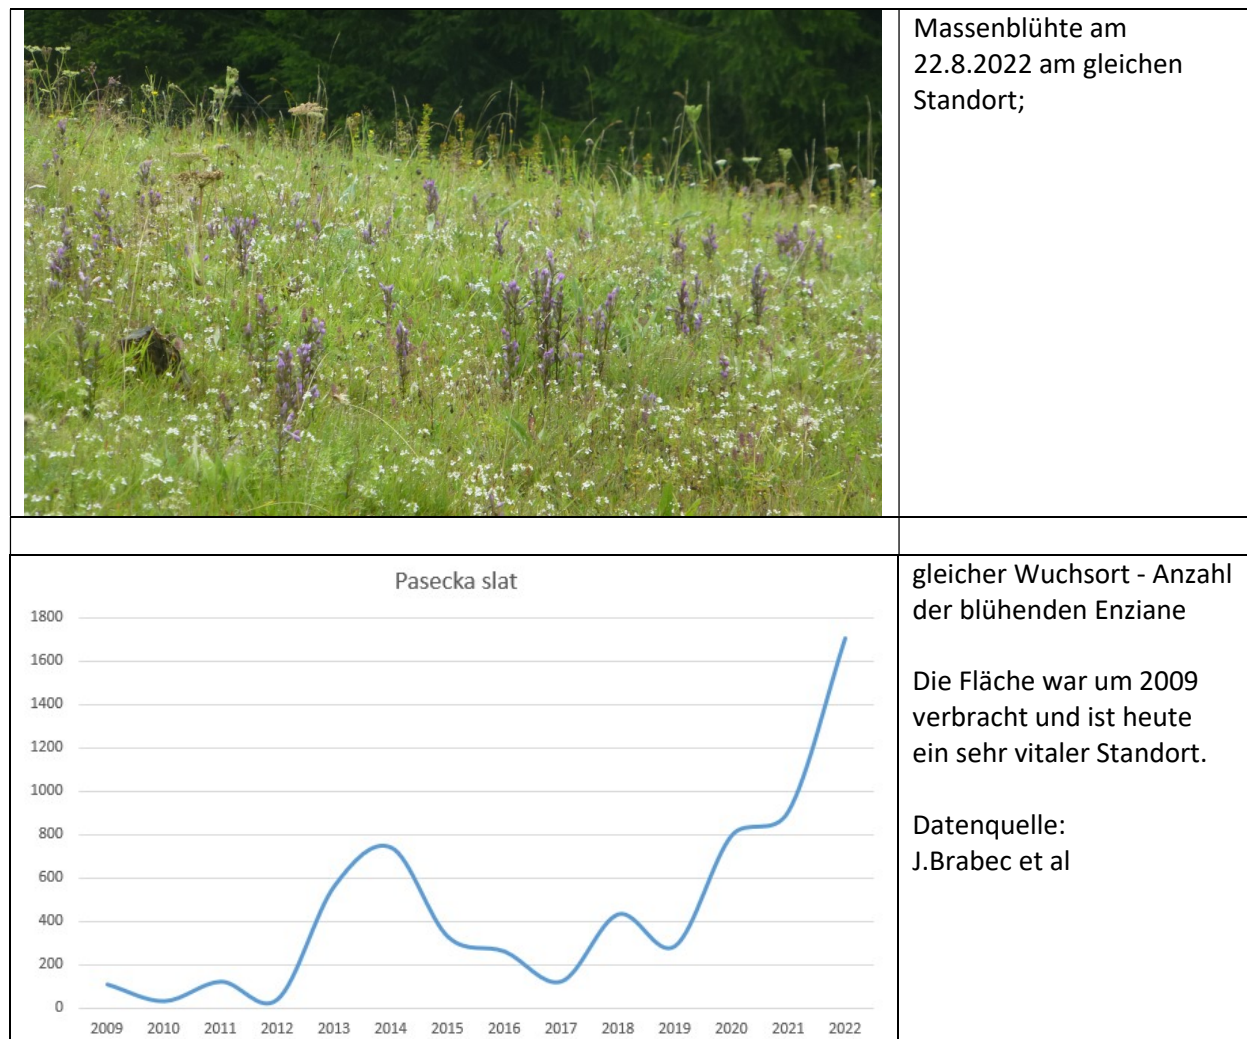 Massenblühte am
22.8.2022 am gleichen
Standort;
Pasecka slat
1800
1600
1400
1200
1000
800
600
400
200
0
2009 2010 2011 2012 2013 2014 2015 2016 2017 2018 2019 2020 2021 2022
gleicher Wuchsort - Anzahl
der blühenden Enziane
Die Fläche war um 2009
verbracht und ist heute
ein sehr vitaler Standort.
Datenquelle:
J.Brabec et al